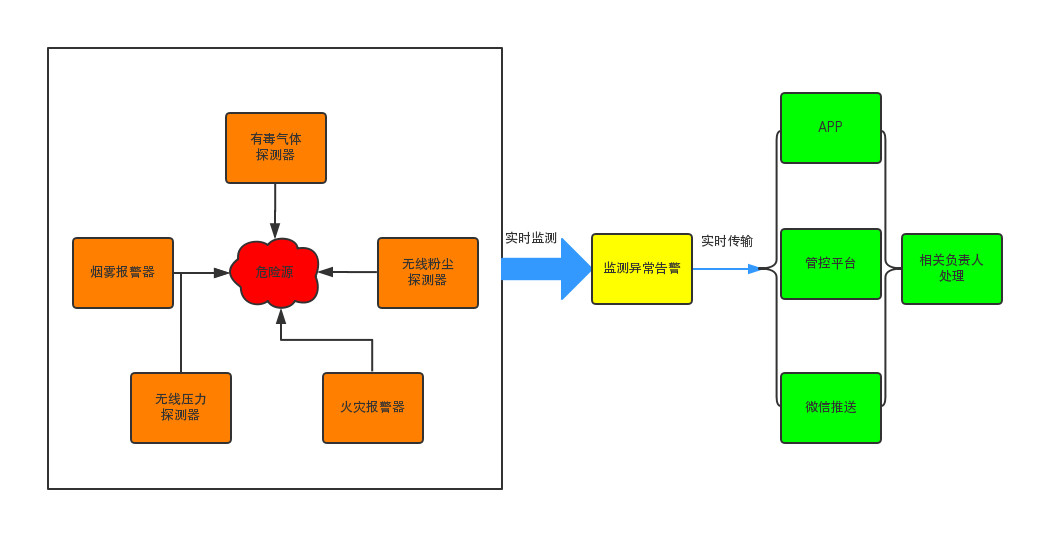 有毒气体
探测器
烟雾报警器
危险源
无线粉尘
探测器
无线压力
探测器
火灾报警器
实时监测
监测异常告警
实时传输
APP
管控平台
微信推送
相关负责人
处理